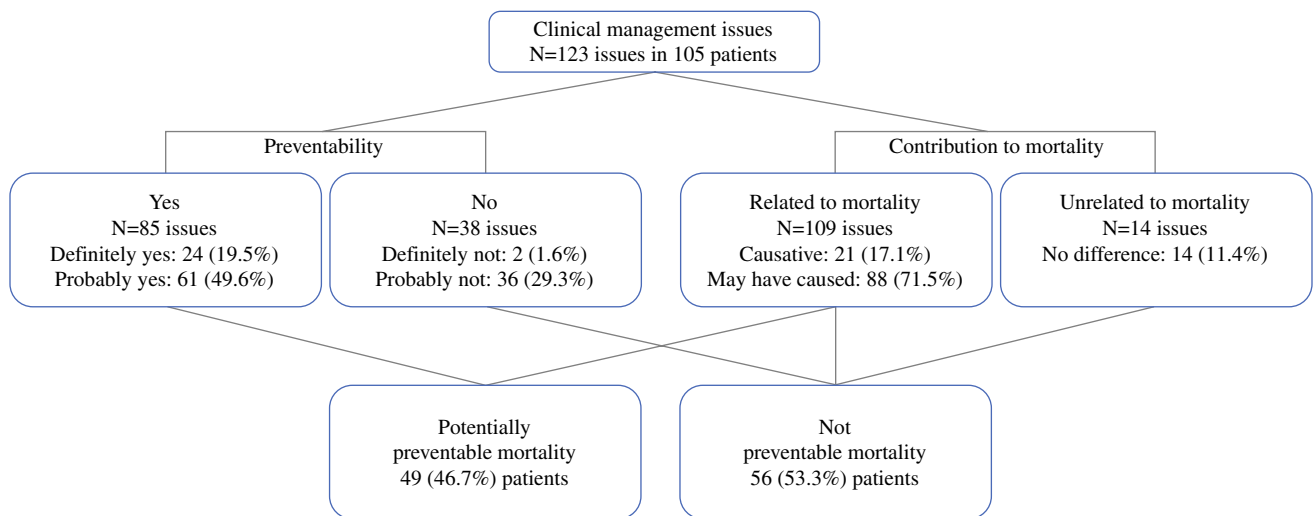 Clinical management issues
N=123 issues in 105 patients
Preventability
Contribution to mortality
Yes
N=85 issues
Definitely yes: 24 (19.5%)
Probably yes: 61 (49.6%)
No
N=38 issues
Definitely not: 2 (1.6%)
Probably not: 36 (29.3%)
Related to mortality
N=109 issues
Causative: 21 (17.1%)
May have caused: 88 (71.5%)
Unrelated to mortality
N=14 issues
No difference: 14 (11.4%)
Potentially
preventable mortality
49 (46.7%) patients
Not
preventable mortality
56 (53.3%) patients